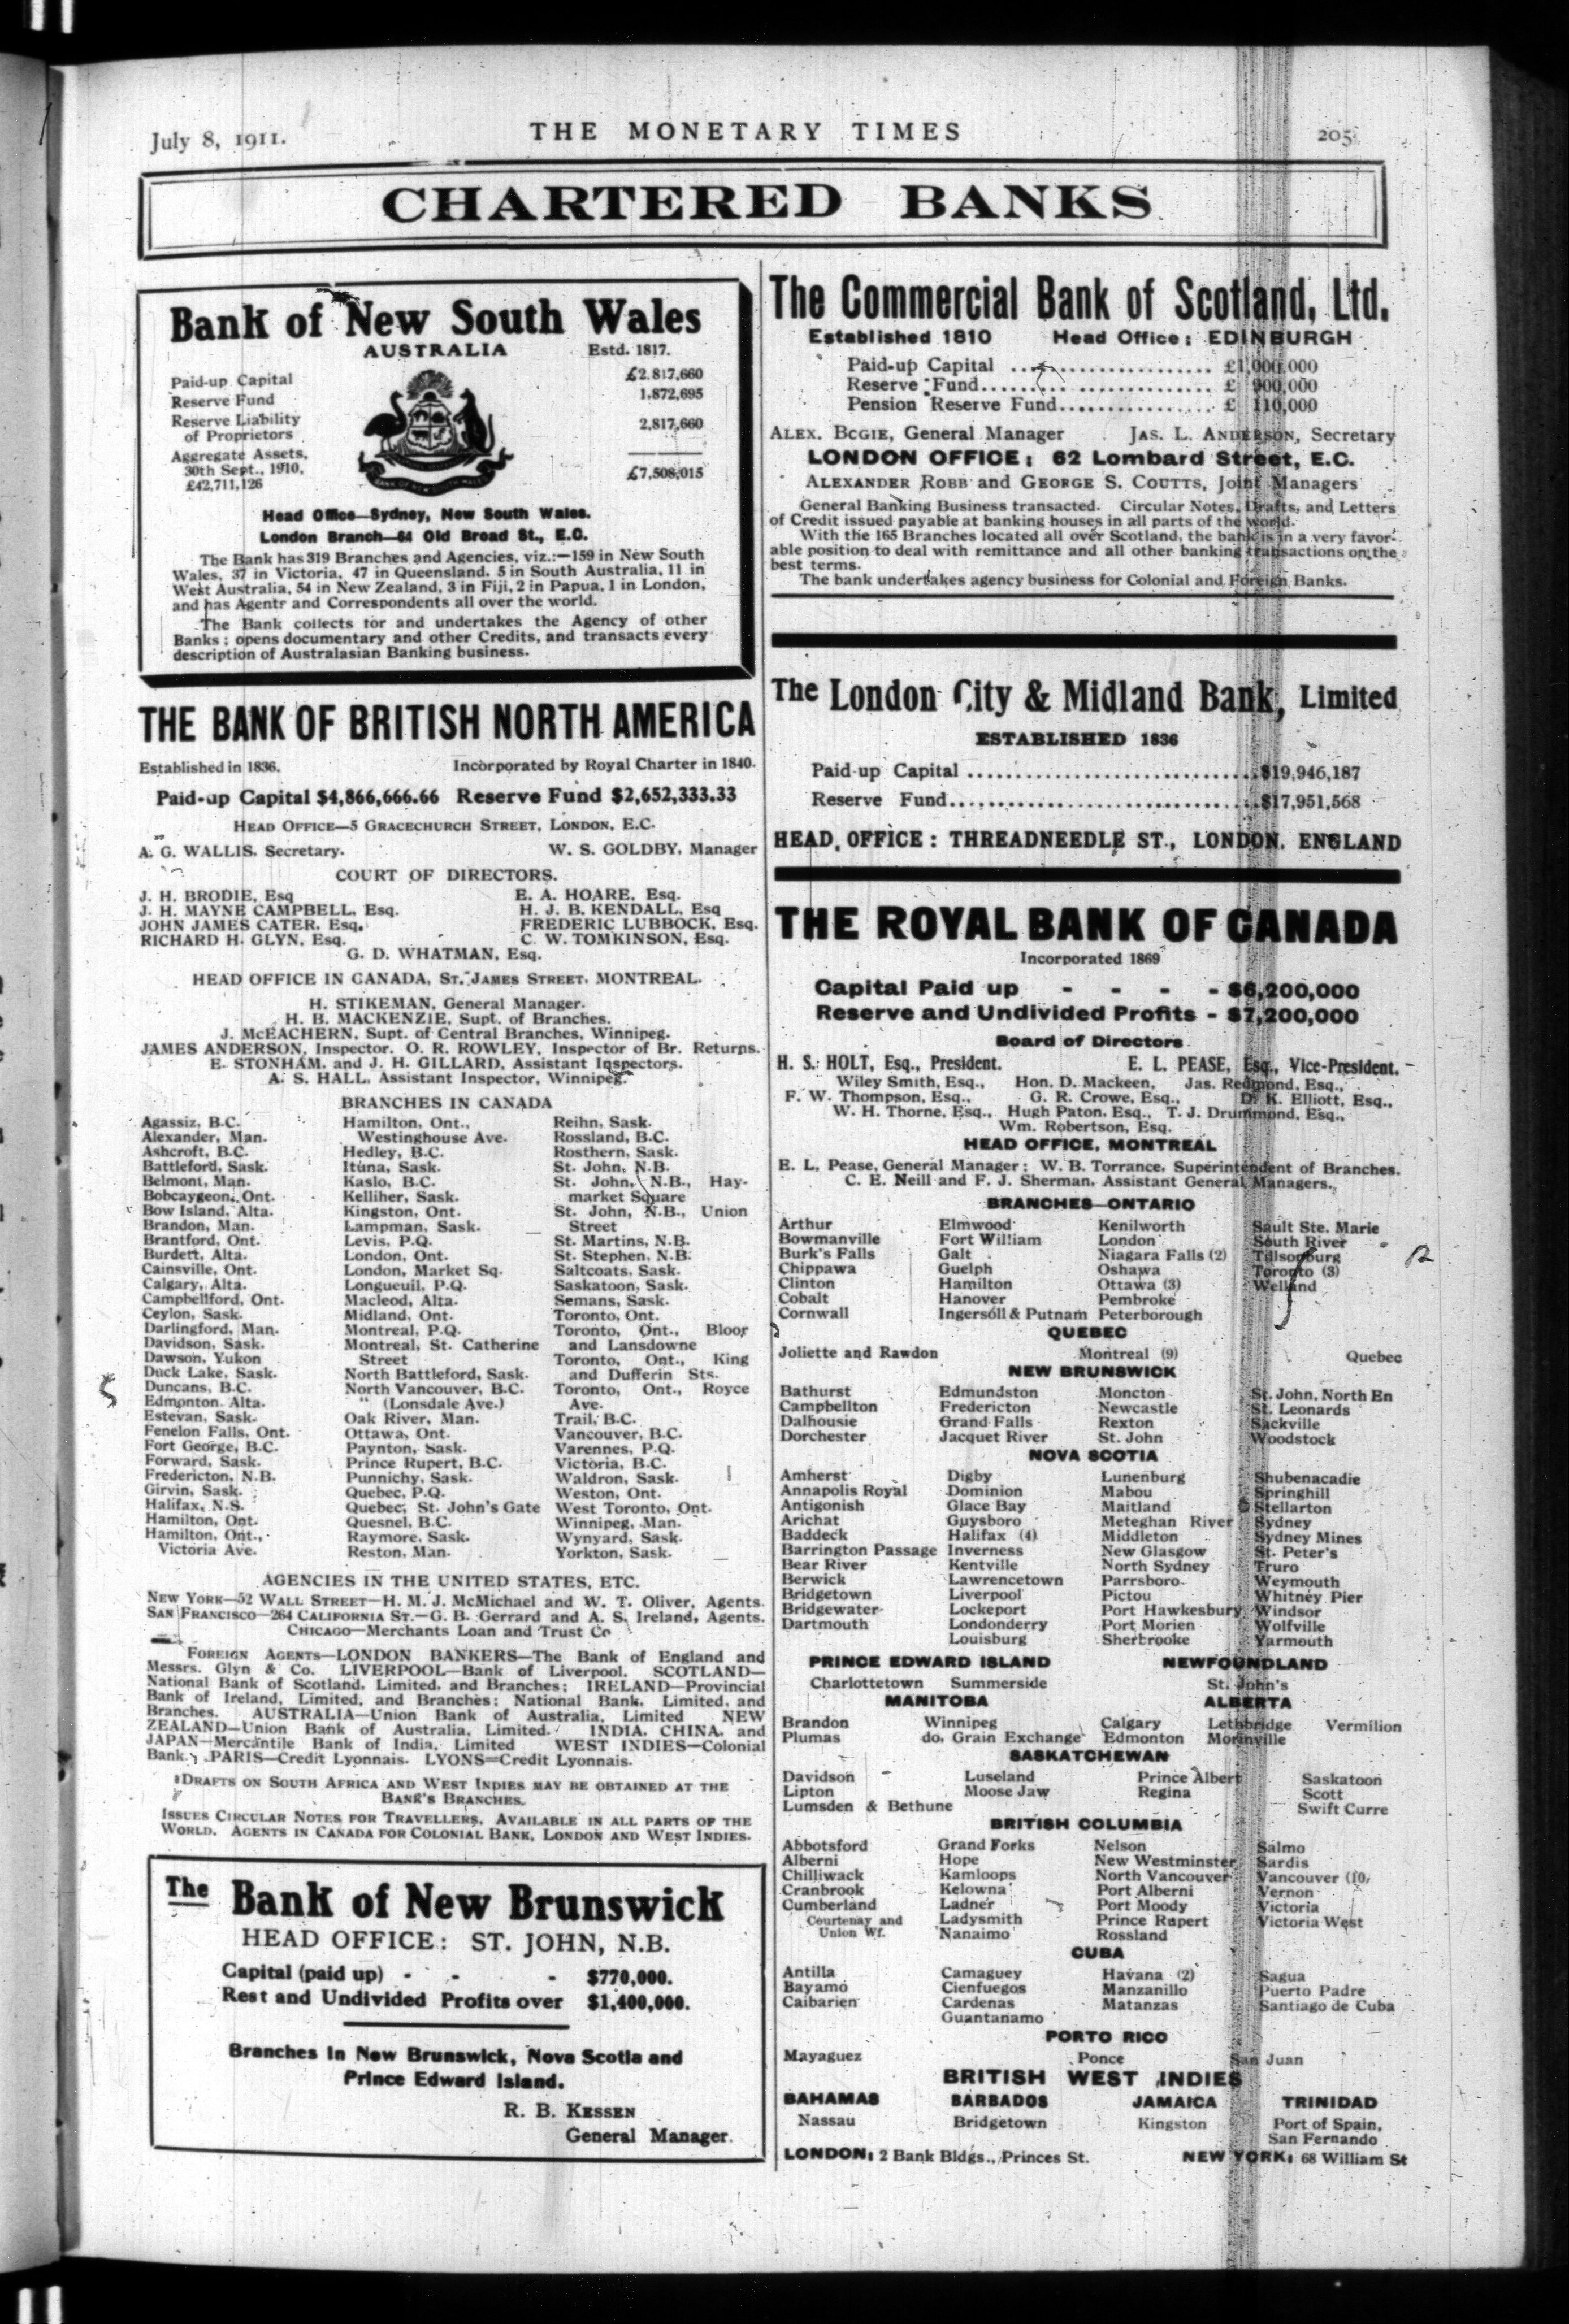 July 8, 1911.
THE MONETARY TIMES
205
CHARTERED BANKS
Bank of New South Wales
AUSTRALIA
Estd. 1817.
Paid-up Capital £2,817,660
Reserve Fund 1,872,695
Reserve Liability
of Proprietors 2,817,660
Aggregate Assets,
30th Sept., 1910,
£42,711,126 £7,508,015
Head Office—Sydney, New South Wales.
London Branch—64 Old Broad St., E.C.
The Bank has 319 Branches and Agencies, viz.:—159 in New South
Wales, 37 in Victoria, 47 in Queensland, 5 in South Australia, 11 in
West Australia, 54 in New Zealand, 3 in Fiji, 2 in Papua, 1 in London,
and has Agentr and Correspondents all over the world.
The Bank collects for and undertakes the Agency of other
Banks; opens documentary and other Credits, and transacts every
description of Australasian Banking business.
THE BANK OF BRITISH NORTH AMERICA
Established in 1836. Incorporated by Royal Charter in 1840.
Paid-up Capital $4,866,666.66 Reserve Fund $2,652,333.33
HEAD OFFICE—5 GRACECHURCH STREET, LONDON, E.C.
A. G. WALLIS, Secretary. W. S. GOLDBY, Manager
COURT OF DIRECTORS.
J. H. BRODIE, Esq E. A. HOARE, Esq.
J. H. MAYNE CAMPBELL, Esq. H. J. B. KENDALL, Esq
JOHN JAMES CATER, Esq. FREDERIC LUBBOCK, Esq.
RICHARD H. GLYN, Esq. C. W. TOMKINSON, Esq.
G. D. WHATMAN, Esq.
HEAD OFFICE IN CANADA, ST. JAMES STREET, MONTREAL.
H. STIKEMAN, General Manager.
H. B. MACKENZIE, Supt. of Branches.
J. McEACHERN, Supt. of Central Branches, Winnipeg.
JAMES ANDERSON, Inspector. O. R. ROWLEY, Inspector of Br. Returns.
E. STONHAM, and J. H. GILLARD, Assistant Inspectors.
A. S. HALL, Assistant Inspector, Winnipeg.
BRANCHES IN CANADA
Agassiz, B.C.
Alexander, Man.
Ashcroft, B.C.
Battleford, Sask.
Belmont, Man.
Bobcaygeon, Ont.
Bow Island, Alta.
Brandon, Man.
Brantford, Ont.
Burdett, Alta.
Cainsville, Ont.
Calgary, Alta.
Campbellford, Ont.
Ceylon, Sask.
Darlingford, Man.
Davidson, Sask.
Dawson, Yukon
Duck Lake, Sask.
Duncans, B.C.
Edmonton, Alta.
Estevan, Sask.
Fenelon Falls, Ont.
Fort George, B.C.
Forward, Sask.
Fredericton, N.B.
Girvin, Sask.
Halifax, N.S.
Hamilton, Ont.
Hamilton, Ont.,
Victoria Ave.
Hamilton, Ont.,
Westinghouse Ave.
Hedley, B.C.
Ituna, Sask.
Kaslo, B.C.
Kelliher, Sask.
Kingston, Ont.
Lampman, Sask.
Levis, P.Q.
London, Ont.
London, Market Sq.
Longueuil, P.Q.
Macleod, Alta.
Midland, Ont.
Montreal, P.Q.
Montreal, St. Catherine
Street
North Battleford, Sask.
North Vancouver, B.C.
" (Lonsdale Ave.)
Oak River, Man.
Ottawa, Ont.
Paynton, Sask.
Prince Rupert, B.C.
Punnichy, Sask.
Quebec, P.Q.
Quebec, St. John's Gate
Quesnel, B.C.
Raymore, Sask.
Reston, Man.
Reihn, Sask.
Rossland, B.C.
Rosthern, Sask.
St. John, N.B.
St. John, N.B., Hay-
market Square
St. John, N.B., Union
Street
St. Martins, N.B.
St. Stephen, N.B.
Saltcoats, Sask.
Saskatoon, Sask.
Semans, Sask.
Toronto, Ont.
Toronto, Ont., Bloor
and Lansdowne
Toronto, Ont., King
and Dufferin Sts.
Toronto, Ont., Royce
Ave.
Trail, B.C.
Vancouver, B.C.
Varennes, P.Q.
Victoria, B.C.
Waldron, Sask.
Weston, Ont.
West Toronto, Ont.
Winnipeg, Man.
Wynyard, Sask.
Yorkton, Sask.
AGENCIES IN THE UNITED STATES, ETC.
NEW YORK—52 WALL STREET—H. M. J. McMichael and W. T. Oliver, Agents.
SAN FRANCISCO—264 CALIFORNIA ST.—G. B. Gerrard and A. S. Ireland, Agents.
CHICAGO—Merchants Loan and Trust Co
FOREIGN AGENTS—LONDON BANKERS—The Bank of England and
Messrs. Glyn & Co. LIVERPOOL—Bank of Liverpool. SCOTLAND—
National Bank of Scotland, Limited, and Branches; IRELAND—Provincial
Bank of Ireland, Limited, and Branches; National Bank, Limited, and
Branches. AUSTRALIA—Union Bank of Australia, Limited NEW
ZEALAND—Union Bank of Australia, Limited. INDIA, CHINA, and
JAPAN—Mercantile Bank of India, Limited WEST INDIES—Colonial
Bank. PARIS—Credit Lyonnais. LYONS—Credit Lyonnais.
DRAFTS ON SOUTH AFRICA AND WEST INDIES MAY BE OBTAINED AT THE
BANK'S BRANCHES.
ISSUES CIRCULAR NOTES FOR TRAVELLERS, AVAILABLE IN ALL PARTS OF THE
WORLD. AGENTS IN CANADA FOR COLONIAL BANK, LONDON AND WEST INDIES.
The Bank of New Brunswick
HEAD OFFICE: ST. JOHN, N.B.
Capital (paid up) - - - $770,000.
Rest and Undivided Profits over $1,400,000.
Branches in New Brunswick, Nova Scotia and
Prince Edward Island.
R. B. KESSEN
General Manager.
The Commercial Bank of Scotland, Ltd.
Established 1810 Head Office: EDINBURGH
Paid-up Capital .................... £1,000,000
Reserve Fund....................... £ 900,000
Pension Reserve Fund................ £ 110,000
ALEX. BOGIE, General Manager JAS. L. ANDERSON, Secretary
LONDON OFFICE: 62 Lombard Street, E.C.
ALEXANDER ROBB and GEORGE S. COUTTS, Joint Managers
General Banking Business transacted. Circular Notes, Drafts, and Letters
of Credit issued payable at banking houses in all parts of the world.
With the 165 Branches located all over Scotland, the bank is in a very favor-
able position to deal with remittance and all other banking transactions on the
best terms.
The bank undertakes agency business for Colonial and Foreign Banks.
The London City & Midland Bank, Limited
ESTABLISHED 1836
Paid-up Capital ..............................$19,946,187
Reserve Fund................................$17,951,568
HEAD OFFICE: THREADNEEDLE ST., LONDON, ENGLAND
THE ROYAL BANK OF CANADA
Incorporated 1869
Capital Paid up - - - - $6,200,000
Reserve and Undivided Profits - $7,200,000
Board of Directors
H. S. HOLT, Esq., President. E. L. PEASE, Esq., Vice-President.
Wiley Smith, Esq., Hon. D. Mackeen, Jas. Redmond, Esq.,
F. W. Thompson, Esq., G. R. Crowe, Esq., D. K. Elliott, Esq.,
W. H. Thorne, Esq., Hugh Paton, Esq., T. J. Drummond, Esq.,
Wm. Robertson, Esq.
HEAD OFFICE, MONTREAL
E. L. Pease, General Manager; W. B. Torrance, Superintendent of Branches.
C. E. Neill and F. J. Sherman, Assistant General Managers.
BRANCHES—ONTARIO
Arthur Elmwood Kenilworth Sault Ste. Marie
Bowmanville Fort William London South River
Burk's Falls Galt Niagara Falls (2) Tillsonburg
Chippawa Guelph Oshawa Toronto (3)
Clinton Hamilton Ottawa (3) Welland
Cobalt Hanover Pembroke
Cornwall Ingersoll & Putnam Peterborough
QUEBEC
Joliette and Rawdon Montreal (9) Quebec
NEW BRUNSWICK
Bathurst Edmundston Moncton St. John, North En
Campbellton Fredericton Newcastle St. Leonards
Dalhousie Grand Falls Rexton Sackville
Dorchester Jacquet River St. John Woodstock
NOVA SCOTIA
Amherst Digby Lunenburg Shubenacadie
Annapolis Royal Dominion Mabou Springhill
Antigonish Glace Bay Maitland Stellarton
Arichat Guysboro Meteghan River Sydney
Baddeck Halifax (4) Middleton Sydney Mines
Barrington Passage Inverness New Glasgow St. Peter's
Bear River Kentville North Sydney Truro
Berwick Lawrencetown Parrsboro Weymouth
Bridgetown Liverpool Pictou Whitney Pier
Bridgewater Lockeport Port Hawkesbury Windsor
Dartmouth Londonderry Port Morien Wolfville
Louisburg Sherbrooke Yarmouth
PRINCE EDWARD ISLAND NEWFOUNDLAND
Charlottetown Summerside St. John's
MANITOBA ALBERTA
Brandon Winnipeg Calgary Lethbridge Vermilion
Plumas do. Grain Exchange Edmonton Morinville
SASKATCHEWAN
Davidson Luseland Prince Albert Saskatoon
Lipton Moose Jaw Regina Scott
Lumsden & Bethune Swift Curre
BRITISH COLUMBIA
Abbotsford Grand Forks Nelson Salmo
Alberni Hope New Westminster Sardis
Chilliwack Kamloops North Vancouver Vancouver (10)
Cranbrook Kelowna Port Alberni Vernon
Cumberland Ladner Port Moody Victoria
Courtenay and Ladysmith Prince Rupert Victoria West
Union Wf. Nanaimo Rossland
CUBA
Antilla Camaguey Havana (2) Sagua
Bayamo Cienfuegos Manzanillo Puerto Padre
Caibarien Cardenas Matanzas Santiago de Cuba
Guantanamo
PORTO RICO
Mayaguez Ponce San Juan
BRITISH WEST INDIES
BAHAMAS BARBADOS JAMAICA TRINIDAD
Nassau Bridgetown Kingston Port of Spain,
San Fernando
LONDON: 2 Bank Bldgs., Princes St. NEW YORK: 68 William St